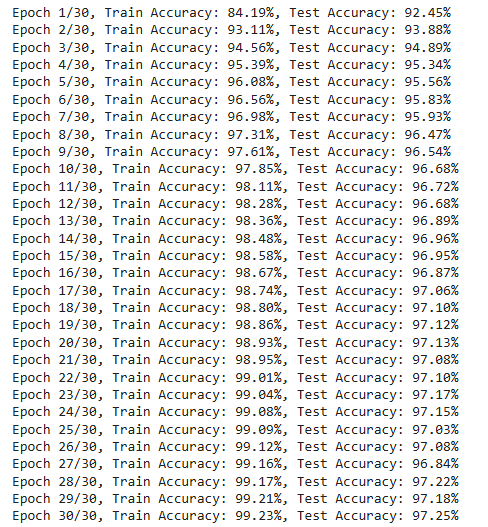 Epoch 1/30, Train Accuracy: 84.19%, Test Accuracy: 92.45%
Epoch 2/30, Train Accuracy: 93.11%, Test Accuracy: 93.88%
Epoch 3/30, Train Accuracy: 94.56%, Test Accuracy: 94.89%
Epoch 4/30, Train Accuracy: 95.39%, Test Accuracy: 95.34%
Epoch 5/30, Train Accuracy: 96.08%, Test Accuracy: 95.56%
Epoch 6/30, Train Accuracy: 96.56%, Test Accuracy: 95.83%
Epoch 7/30, Train Accuracy: 96.98%, Test Accuracy: 95.93%
Epoch 8/30, Train Accuracy: 97.31%, Test Accuracy: 96.47%
Epoch 9/30, Train Accuracy: 97.61%, Test Accuracy: 96.54%
Epoch 10/30, Train Accuracy: 97.85%, Test Accuracy: 96.68%
Epoch 11/30, Train Accuracy: 98.11%, Test Accuracy: 96.72%
Epoch 12/30, Train Accuracy: 98.28%, Test Accuracy: 96.68%
Epoch 13/30, Train Accuracy: 98.36%, Test Accuracy: 96.89%
Epoch 14/30, Train Accuracy: 98.48%, Test Accuracy: 96.96%
Epoch 15/30, Train Accuracy: 98.58%, Test Accuracy: 96.95%
Epoch 16/30, Train Accuracy: 98.67%, Test Accuracy: 96.87%
Epoch 17/30, Train Accuracy: 98.74%, Test Accuracy: 97.06%
Epoch 18/30, Train Accuracy: 98.80%, Test Accuracy: 97.10%
Epoch 19/30, Train Accuracy: 98.86%, Test Accuracy: 97.12%
Epoch 20/30, Train Accuracy: 98.93%, Test Accuracy: 97.13%
Epoch 21/30, Train Accuracy: 98.95%, Test Accuracy: 97.08%
Epoch 22/30, Train Accuracy: 99.01%, Test Accuracy: 97.10%
Epoch 23/30, Train Accuracy: 99.04%, Test Accuracy: 97.17%
Epoch 24/30, Train Accuracy: 99.08%, Test Accuracy: 97.15%
Epoch 25/30, Train Accuracy: 99.09%, Test Accuracy: 97.03%
Epoch 26/30, Train Accuracy: 99.12%, Test Accuracy: 97.08%
Epoch 27/30, Train Accuracy: 99.16%, Test Accuracy: 96.84%
Epoch 28/30, Train Accuracy: 99.17%, Test Accuracy: 97.22%
Epoch 29/30, Train Accuracy: 99.21%, Test Accuracy: 97.18%
Epoch 30/30, Train Accuracy: 99.23%, Test Accuracy: 97.25%